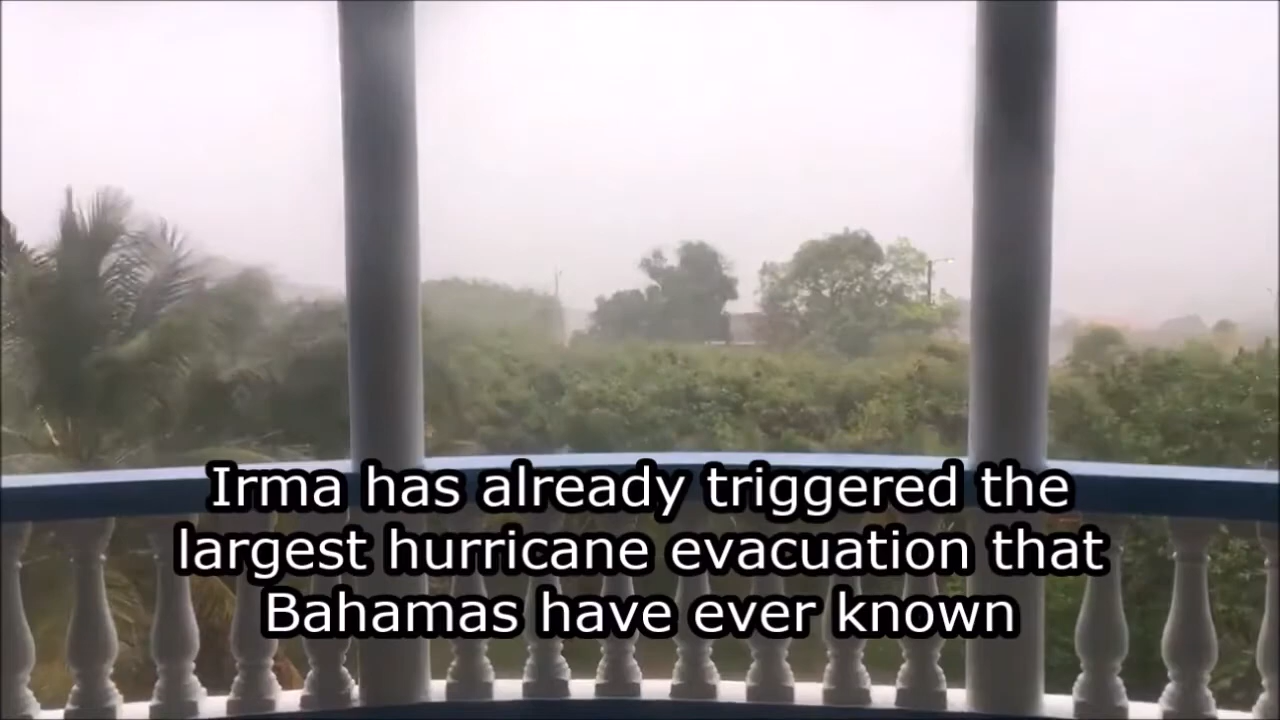 Irma has already triggered the
largest hurricane evacuation that
Bahamas have ever known